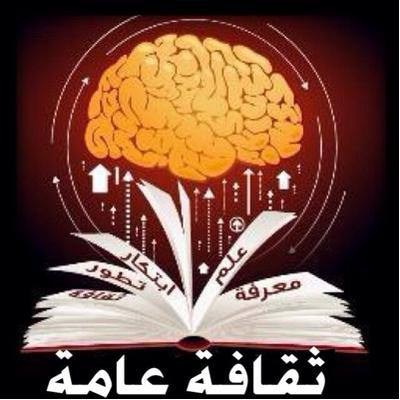 علم
معرفة
ابتكار
تطور
ثقافة
ثقافة عامة